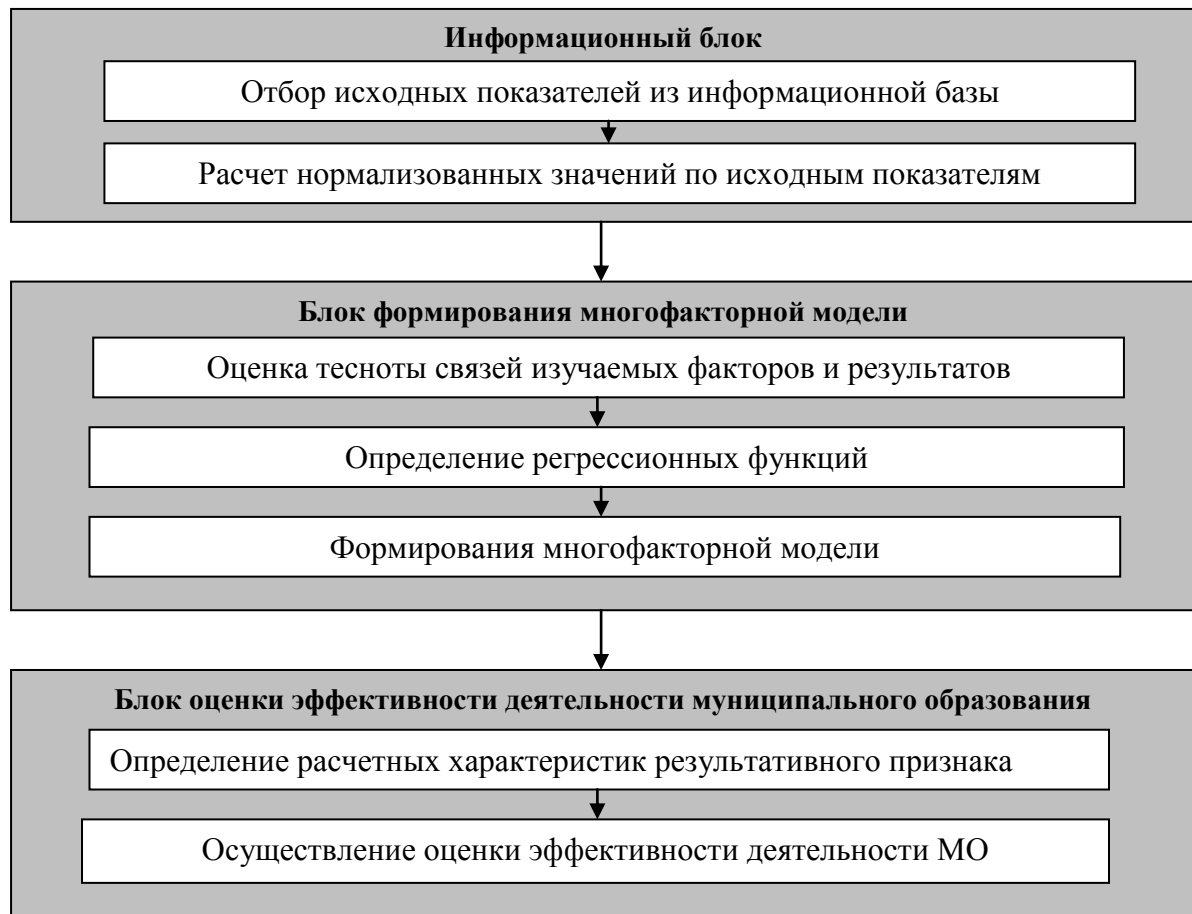 Информационный блок
Отбор исходных показателей из информационной базы
Расчет нормализованных значений по исходным показателям
Блок формирования многофакторной модели
Оценка тесноты связей изучаемых факторов и результатов
Определение регрессионных функций
Формирования многофакторной модели
Блок оценки эффективности деятельности муниципального образования
Определение расчетных характеристик результативного признака
Осуществление оценки эффективности деятельности МО